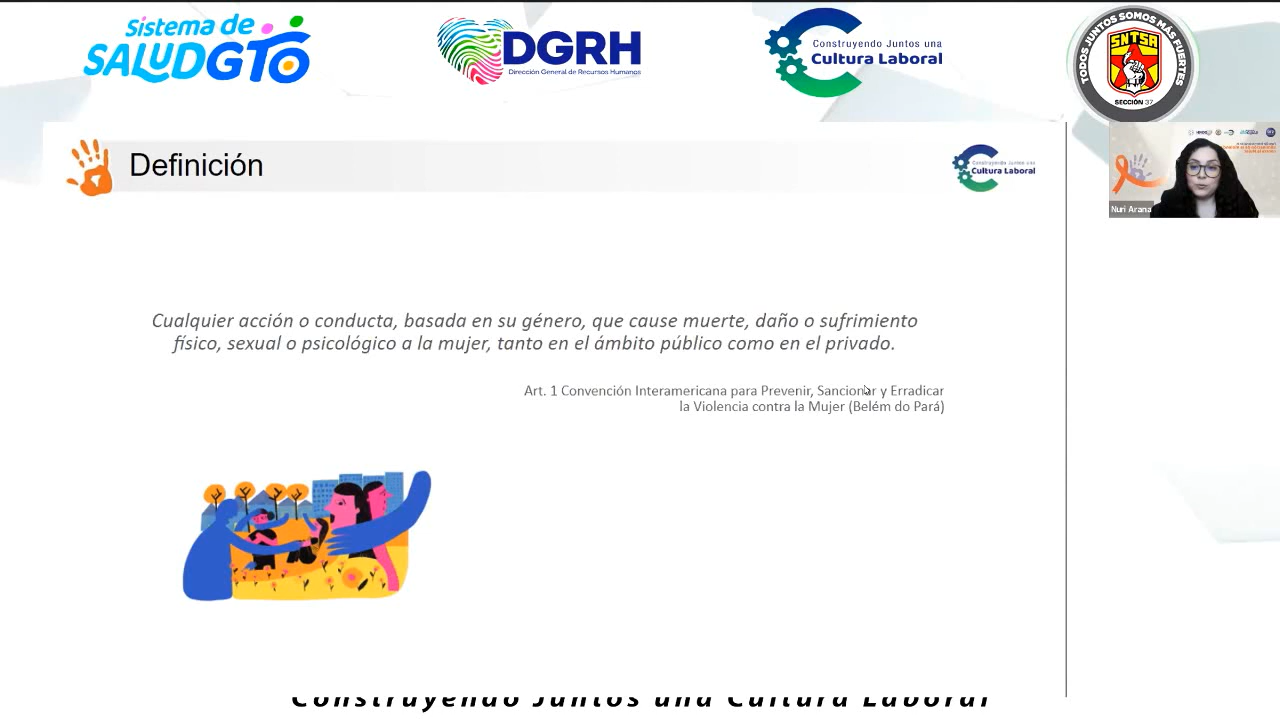 Sistema de
SALUDGTO
DGRH
Dirección General de Recursos Humanos
Construyendo Juntos una
Cultura Laboral
TODOS JUNTOS SOMOS MÁS FUERTES
SNTSA
SECCIÓN 37
Definición
Construyendo Juntos una
Cultura Laboral
Nuri Arana
Cualquier acción o conducta, basada en su género, que cause muerte, daño o sufrimiento
físico, sexual o psicológico a la mujer, tanto en el ámbito público como en el privado.
Art. 1 Convención Interamericana para Prevenir, Sancionar y Erradicar
la Violencia contra la Mujer (Belém do Pará)
Construyendo Juntos una Cultura Laboral